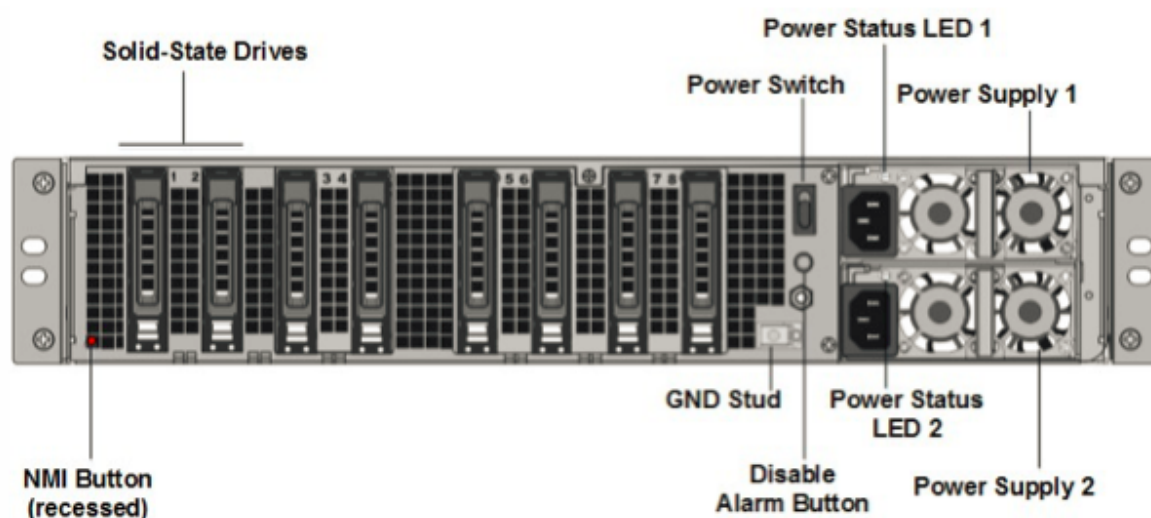 Power Status LED 1
Solid-State Drives
Power Switch
Power Supply 1
1 2
3 4
5 6
7 8
GND Stud
Power Status
LED 2
NMI Button
(recessed)
Disable
Alarm Button
Power Supply 2